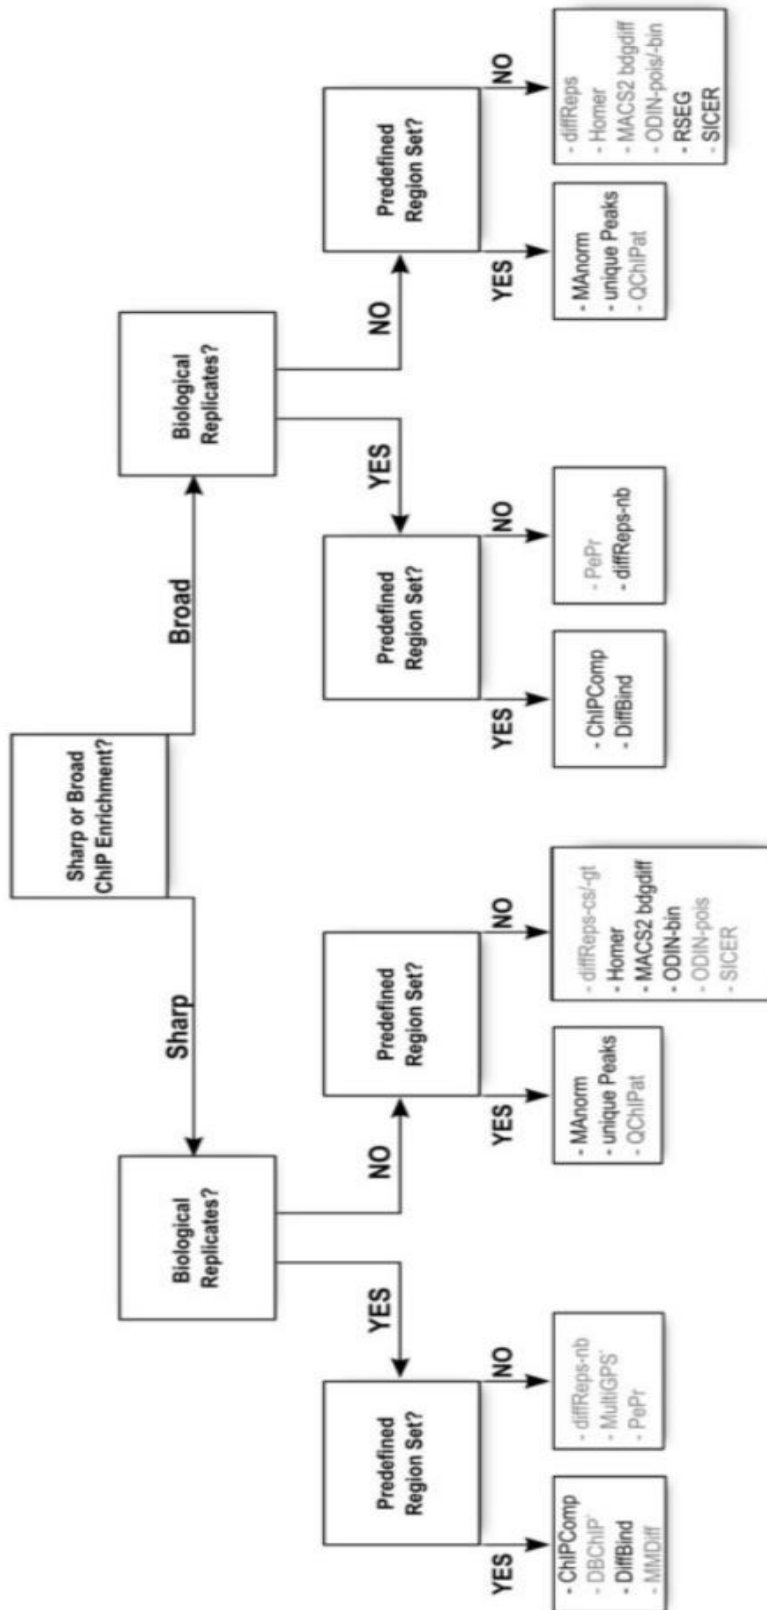 Sharp or Broad
ChIP Enrichment?
Sharp
Broad
Biological
Replicates?
Biological
Replicates?
YES
NO
YES
NO
Predefined
Region Set?
Predefined
Region Set?
Predefined
Region Set?
Predefined
Region Set?
YES
NO
YES
NO
YES
NO
YES
NO
- ChIPComp
- DBChIP*
- DiffBind
- MMDiff
- diffReps-nb
- MultiGPS*
- PePr
- MAnorm
- unique Peaks
- QChIPat
- diffReps-cs/-gt
- Homer
- MACS2 bdgdiff
- ODIN-bin
- ODIN-pois
- SICER
- ChIPComp
- DiffBind
- PePr
- diffReps-nb
- MAnorm
- unique Peaks
- QChIPat
- diffReps
- Homer
- MACS2 bdgdiff
- ODIN-pois/-bin
- RSEG
- SICER